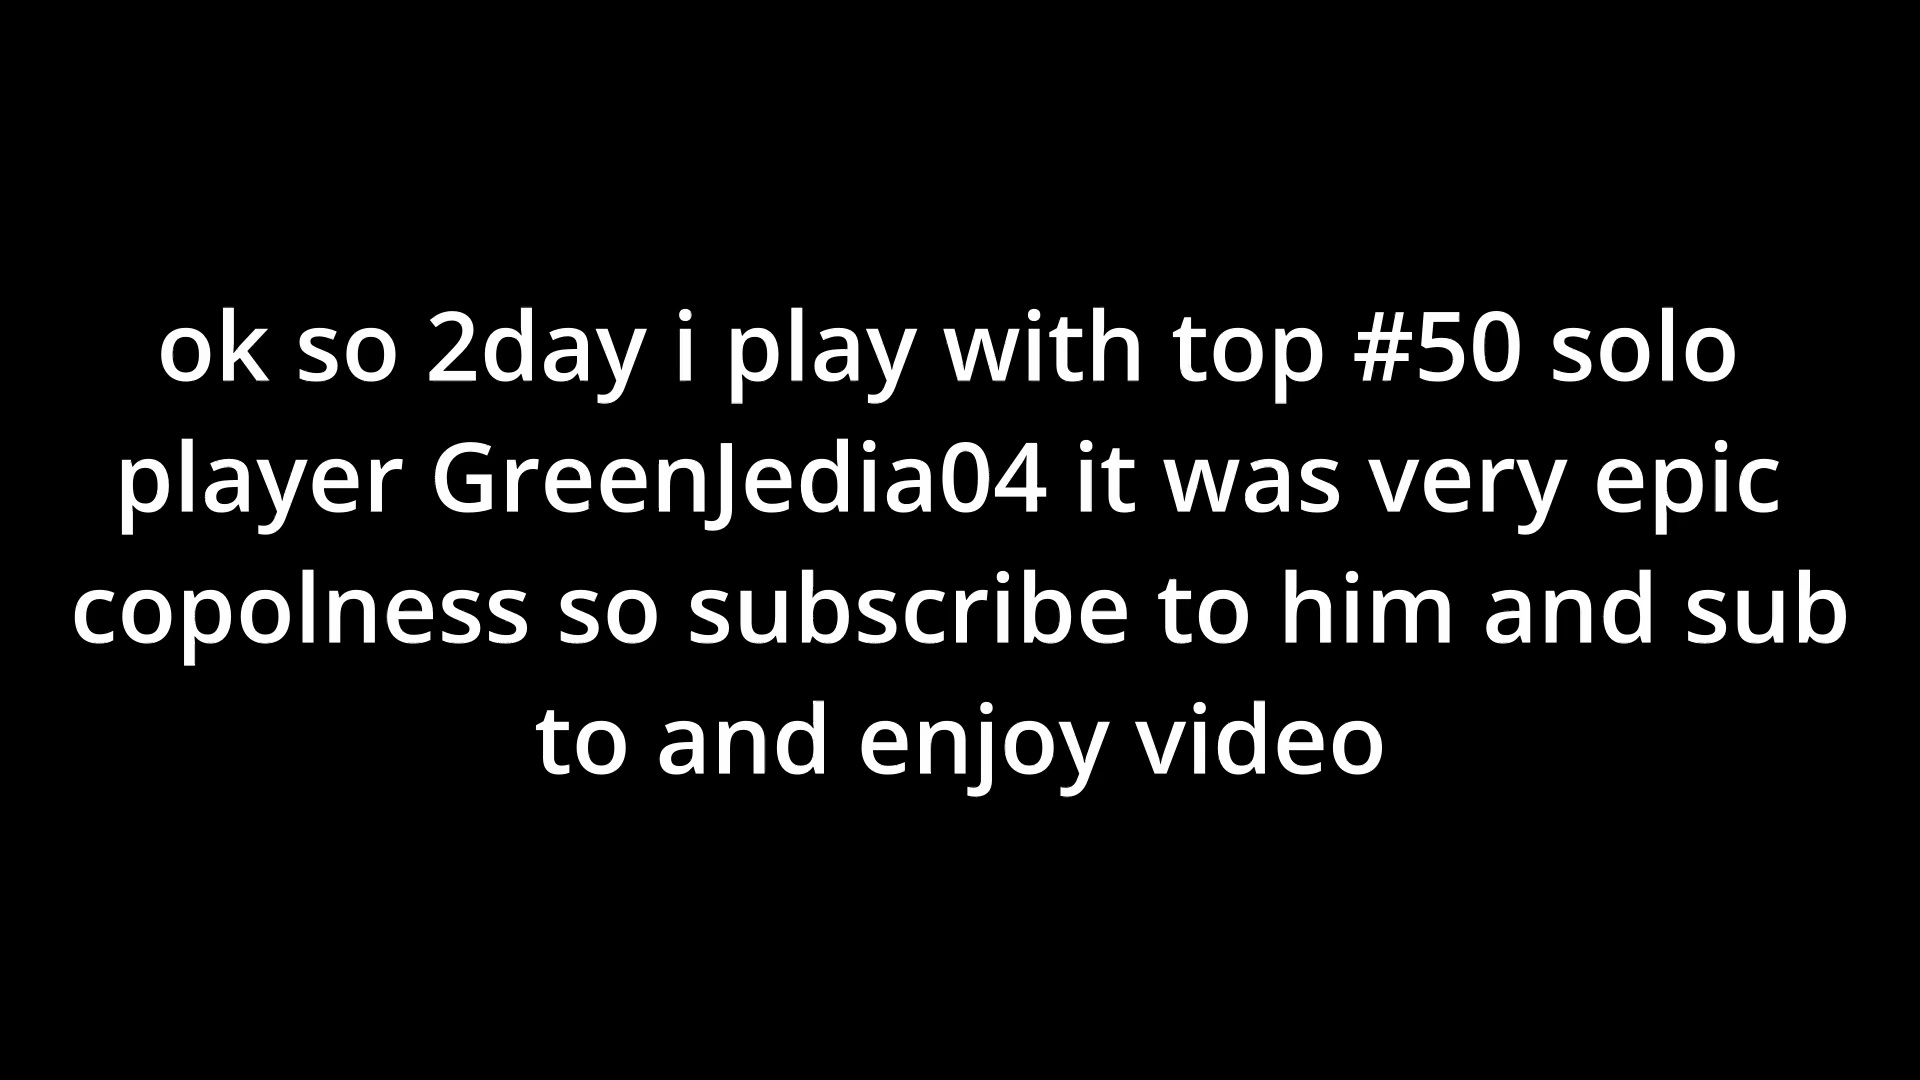 ok so 2day i play with top #50 solo
player GreenJedia04 it was very epic
copolness so subscribe to him and sub
to and enjoy video